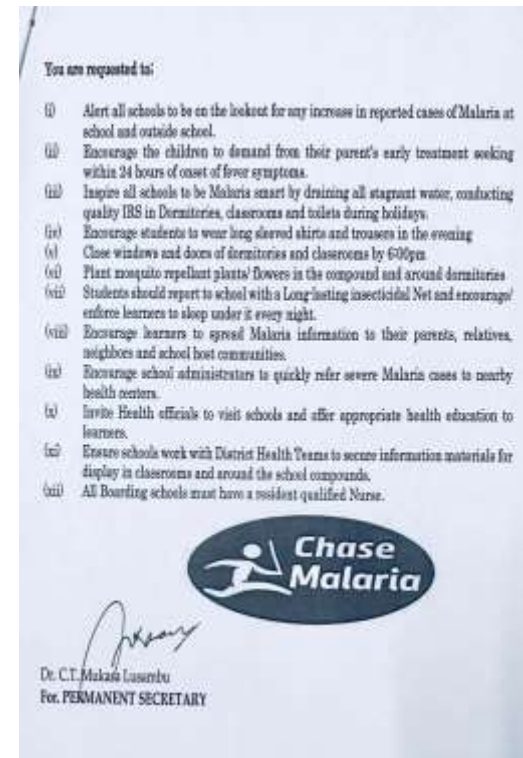 You are requested to:
(i) Alert all schools to be on the lookout for any increase in reported cases of Malaria at
school and outside school.
(ii) Encourage the children to demand from their parent's early treatment seeking
within 24 hours of onset of fever symptoms.
(iii) Inspire all schools to be Malaria smart by draining all stagnant water, conducting
quality IRS in Dormitories, classrooms and toilets during holidays.
(iv) Encourage students to wear long sleeved shirts and trousers in the evening
(v) Close windows and doors of dormitories and classrooms by 6:00pm
(vi) Plant mosquito repellant plants/ flowers in the compound and around dormitories
(vii) Students should report to school with a Long-lasting insecticidal Net and encourage/
enforce learners to sleep under it every night.
(viii) Encourage learners to spread Malaria information to their parents, relatives,
neighbors and school host communities.
(ix) Encourage school administrators to quickly refer severe Malaria cases to nearby
health centers.
(x) Invite Health officials to visit schools and offer appropriate health education to
learners.
(xi) Ensure schools work with District Health Teams to secure information materials for
display in classrooms and around the school compounds.
(xii) All Boarding schools must have a resident qualified Nurse.
Chase
Malaria
Dr. C.T. Mukasa Lusambu
For. PERMANENT SECRETARY